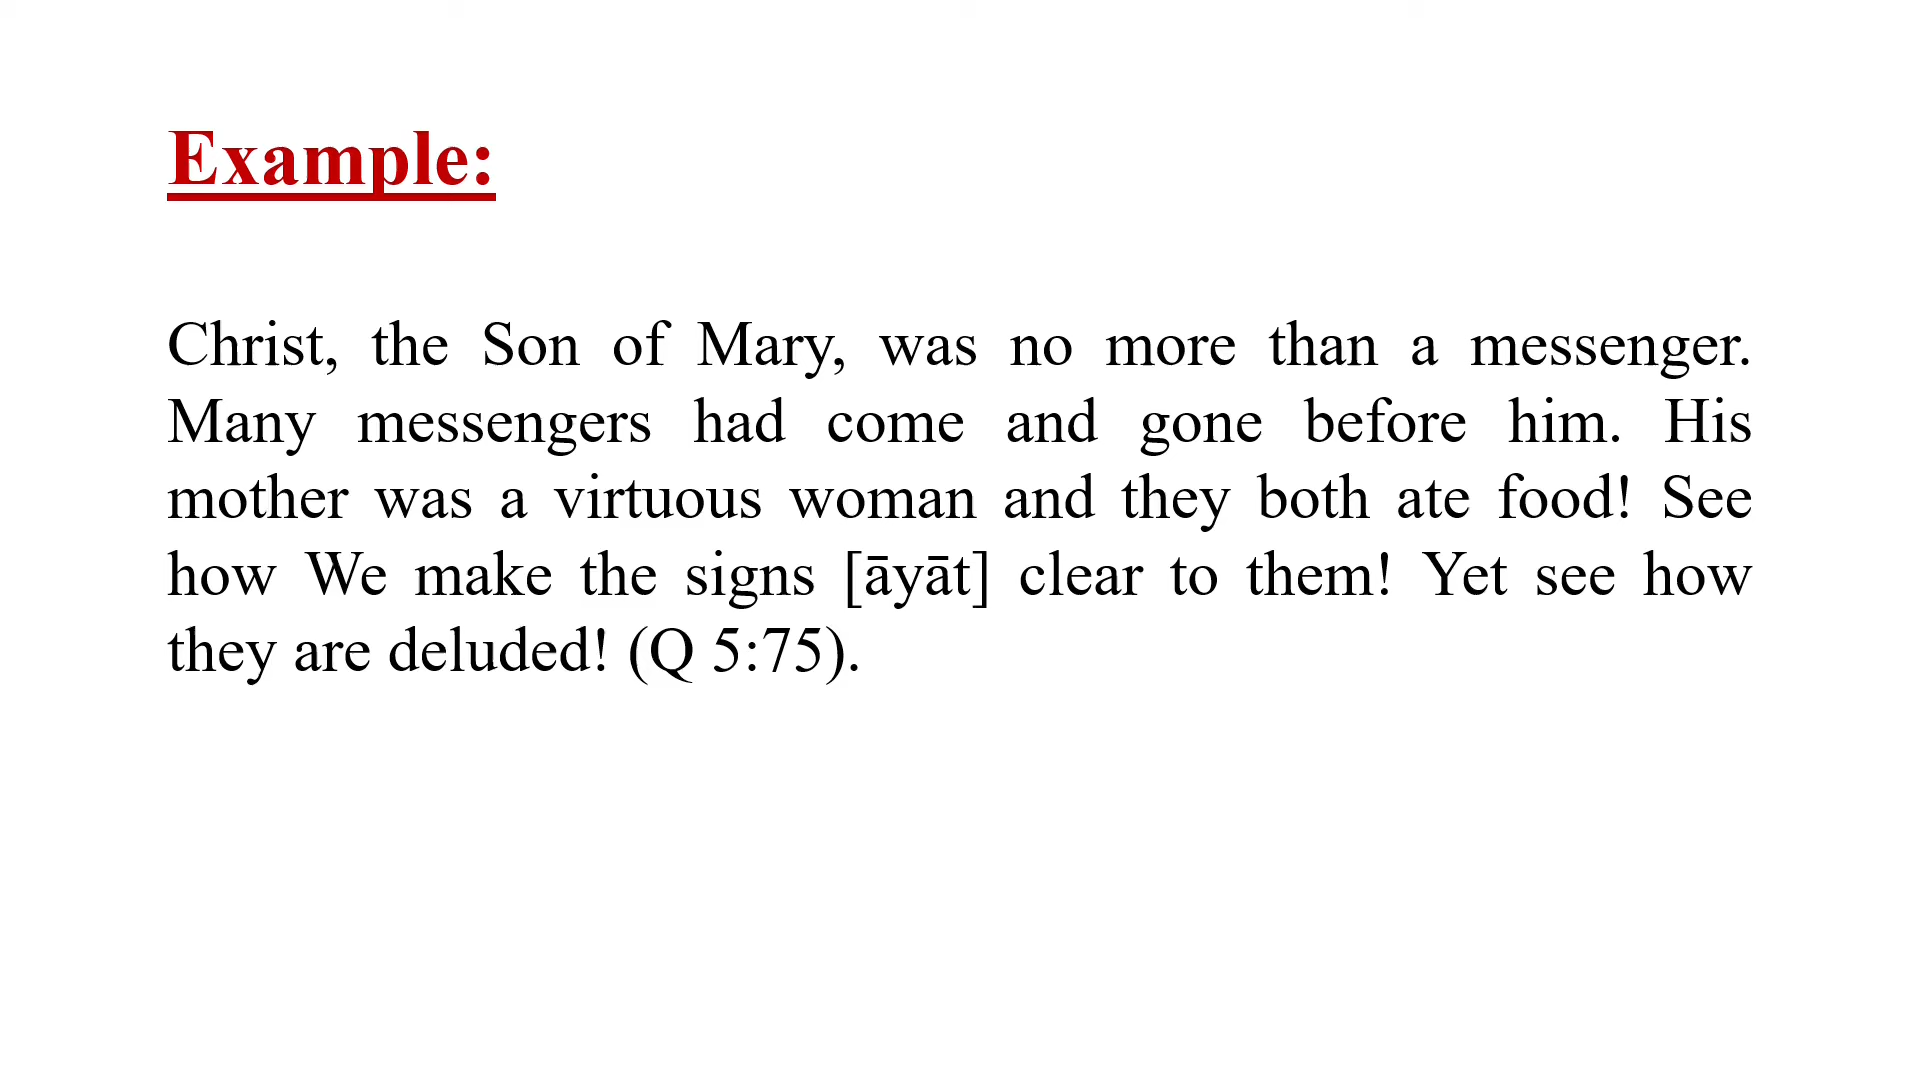 Example:
Christ, the Son of Mary, was no more than a messenger.
Many messengers had come and gone before him. His
mother was a virtuous woman and they both ate food! See
how We make the signs [āyāt] clear to them! Yet see how
they are deluded! (Q 5:75).